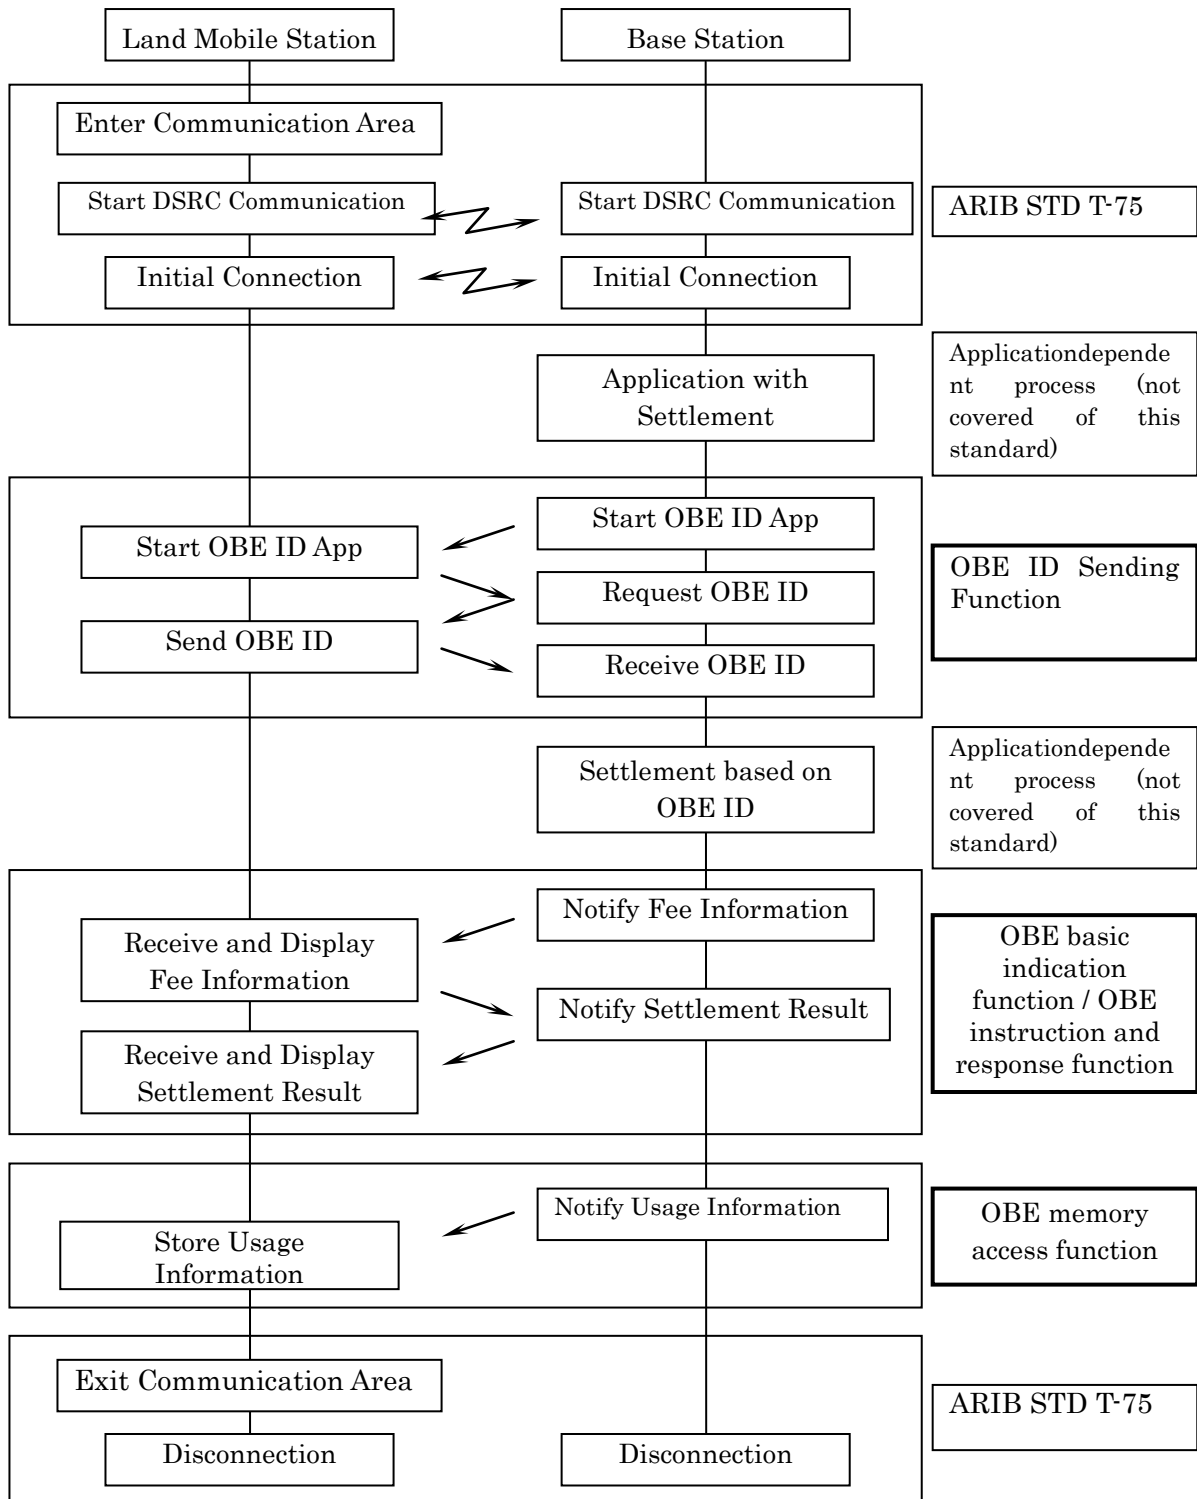 Land Mobile Station
Base Station
Enter Communication Area
Start DSRC Communication
Start DSRC Communication
ARIB STD T-75
Initial Connection
Initial Connection
Application with
Settlement
Applicationdepende
nt process (not
covered of this
standard)
Start OBE ID App
Start OBE ID App
Request OBE ID
OBE ID Sending
Function
Send OBE ID
Receive OBE ID
Settlement based on
OBE ID
Applicationdepende
nt process (not
covered of this
standard)
Notify Fee Information
Receive and Display
Fee Information
Notify Settlement Result
Receive and Display
Settlement Result
OBE basic
indication
function / OBE
instruction and
response function
Notify Usage Information
Store Usage
Information
OBE memory
access function
Exit Communication Area
ARIB STD T-75
Disconnection
Disconnection